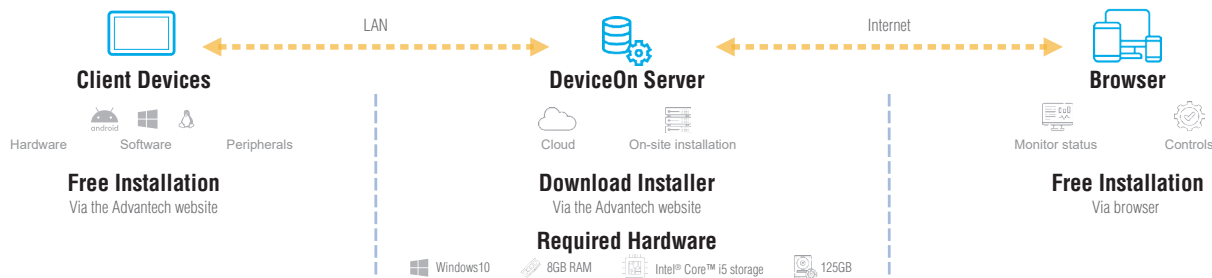 LAN
Internet
Client Devices
DeviceOn Server
Browser
android
Hardware
Software
Peripherals
Cloud
On-site installation
Monitor status
Controls
Free Installation
Via the Advantech website
Download Installer
Via the Advantech website
Free Installation
Via browser
Required Hardware
Windows10
8GB RAM
Intel® Core™ i5 storage
125GB